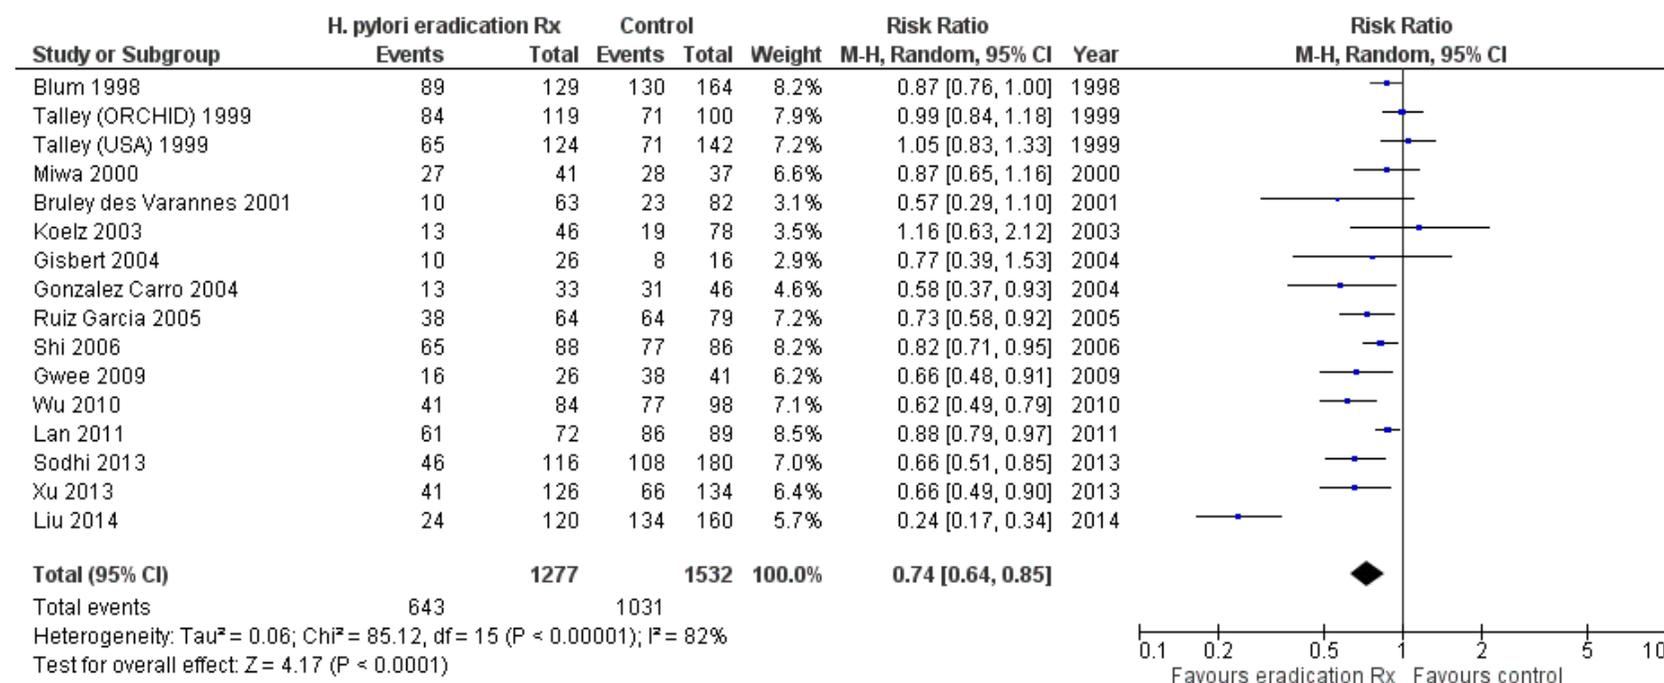 H. pylori eradication Rx Control Risk Ratio Risk Ratio
Study or Subgroup Events Total Events Total Weight M-H, Random, 95% CI Year M-H, Random, 95% CI
Blum 1998 89 129 130 164 8.2% 0.87 [0.76, 1.00] 1998
Talley (ORCHID) 1999 84 119 71 100 7.9% 0.99 [0.84, 1.18] 1999
Talley (USA) 1999 65 124 71 142 7.2% 1.05 [0.83, 1.33] 1999
Miwa 2000 27 41 28 37 6.6% 0.87 [0.65, 1.16] 2000
Bruley des Varannes 2001 10 63 23 82 3.1% 0.57 [0.29, 1.10] 2001
Koelz 2003 13 46 19 78 3.5% 1.16 [0.63, 2.12] 2003
Gisbert 2004 10 26 8 16 2.9% 0.77 [0.39, 1.53] 2004
Gonzalez Carro 2004 13 33 31 46 4.6% 0.58 [0.37, 0.93] 2004
Ruiz Garcia 2005 38 64 64 79 7.2% 0.73 [0.58, 0.92] 2005
Shi 2006 65 88 77 86 8.2% 0.82 [0.71, 0.95] 2006
Gwee 2009 16 26 38 41 6.2% 0.66 [0.48, 0.91] 2009
Wu 2010 41 84 77 98 7.1% 0.62 [0.49, 0.79] 2010
Lan 2011 61 72 86 89 8.5% 0.88 [0.79, 0.97] 2011
Sodhi 2013 46 116 108 180 7.0% 0.66 [0.51, 0.85] 2013
Xu 2013 41 126 66 134 6.4% 0.66 [0.49, 0.90] 2013
Liu 2014 24 120 134 160 5.7% 0.24 [0.17, 0.34] 2014
Total (95% CI) 1277 1532 100.0% 0.74 [0.64, 0.85]
Total events 643 1031
Heterogeneity: Tau² = 0.06; Chi² = 85.12, df = 15 (P < 0.00001); I² = 82%
Test for overall effect: Z = 4.17 (P < 0.0001)
0.1 0.2 0.5 1 2 5 10
Favours eradication Rx Favours control